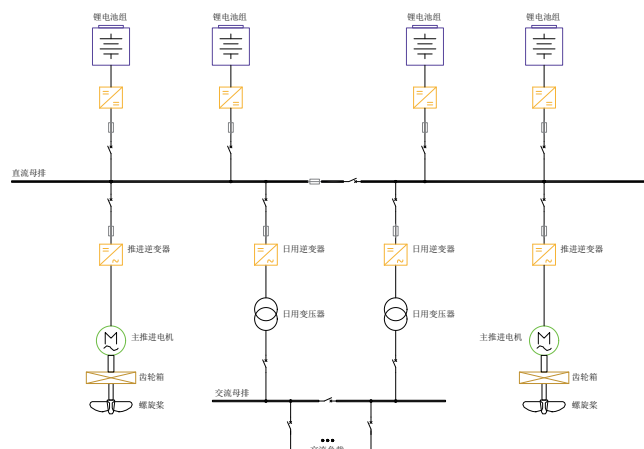 锂电池组 锂电池组 锂电池组 锂电池组
直流母排
推进逆变器 日用逆变器 日用逆变器 推进逆变器
日用变压器 日用变压器
M M
主推进电机 主推进电机
齿轮箱 齿轮箱
交流母排
螺旋桨 螺旋桨